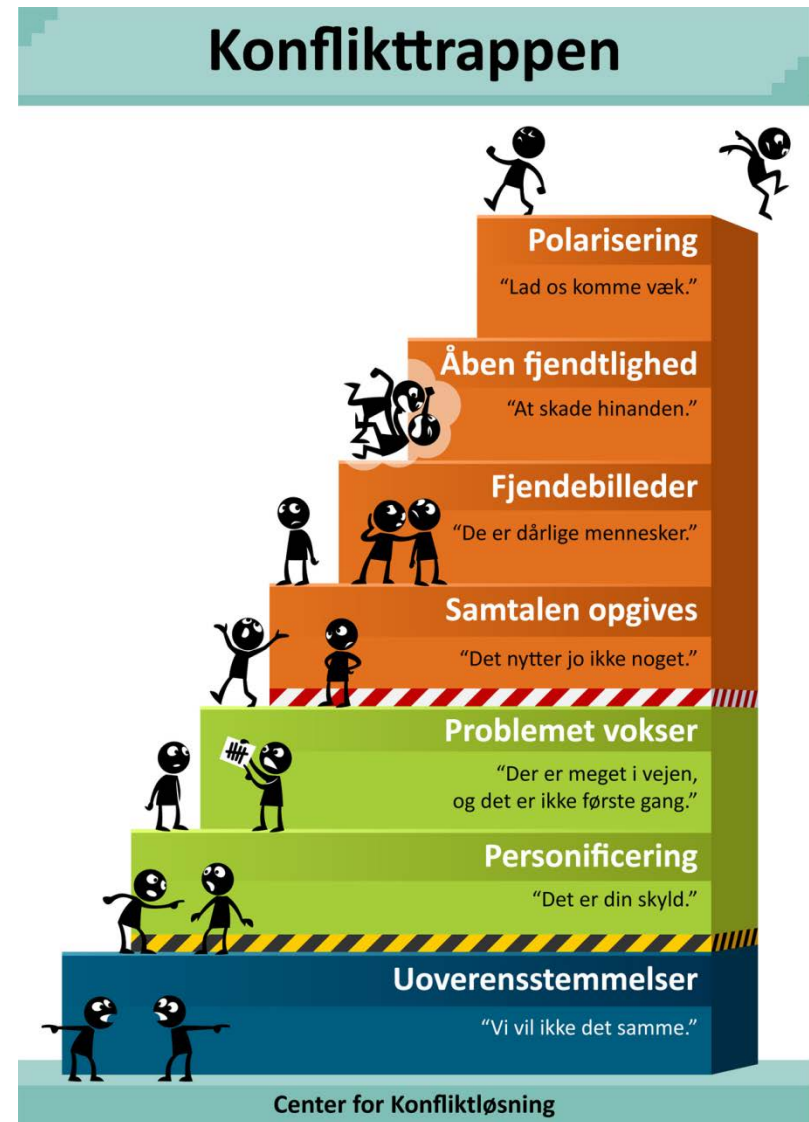 Konflikttrappen
Polarisering
“Lad os komme væk.”
Åben fjendtlighed
“At skade hinanden.”
Fjendebilleder
“De er dårlige mennesker.”
Samtalen opgives
“Det nytter jo ikke noget.”
Problemet vokser
“Der er meget i vejen,
og det er ikke første gang.”
Personificering
“Det er din skyld.”
Uoverensstemmelser
“Vi vil ikke det samme.”
Center for Konfliktløsning